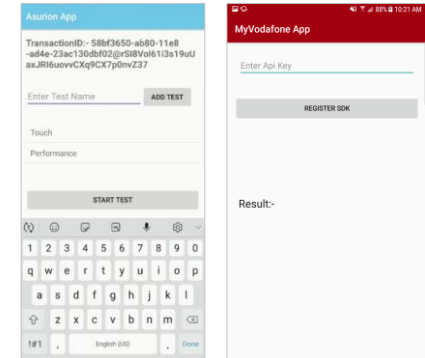 Asurion App
TransactionID:- 58bf3650-ab80-11e8
-ad4e-23ac130dbf02@rSI8Vol61i3s19uU
axJRl6uovvCXq9CX7p0nvZ37
Enter Test Name
ADD TEST
Touch
Performance
START TEST
1 2 3 4 5 6 7 8 9 0
q w e r t y u i o p
a s d f g h j k l
z x c v b n m
!#1 , English (US) . Done
88% 10:21 AM
MyVodafone App
Enter Api Key
REGISTER SDK
Result:-